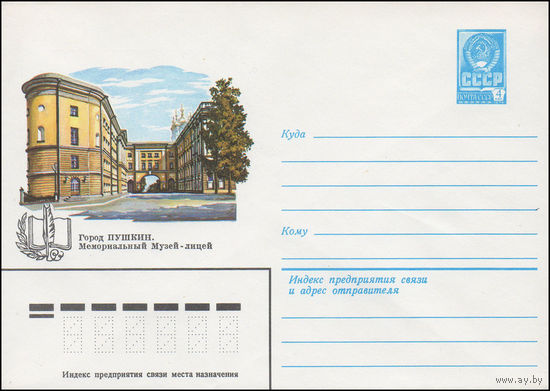 СССР
ПОЧТА СССР 4
Куда
Город ПУШКИН.
Мемориальный Музей-лицей
Кому
Индекс предприятия связи
и адрес отправителя
Индекс предприятия связи места назначения
www.ay.by